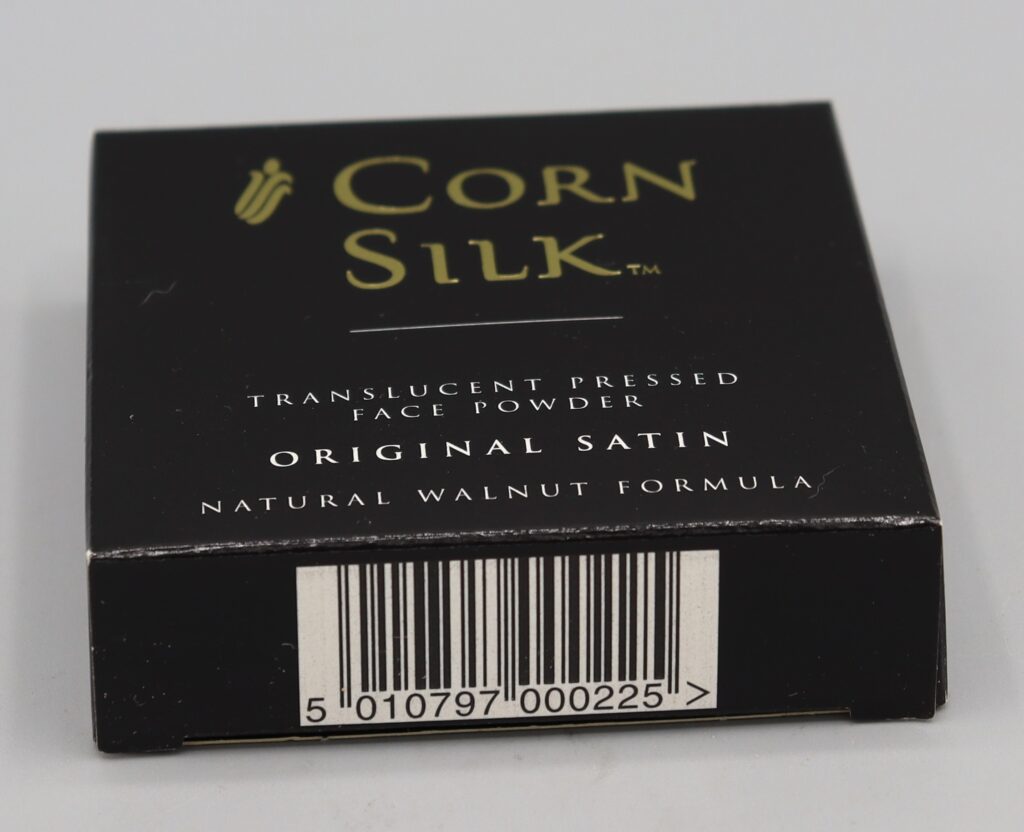 CORN
SILK™
TRANSLUCENT PRESSED
FACE POWDER
ORIGINAL SATIN
NATURAL WALNUT FORMULA
5 010797 000225 >